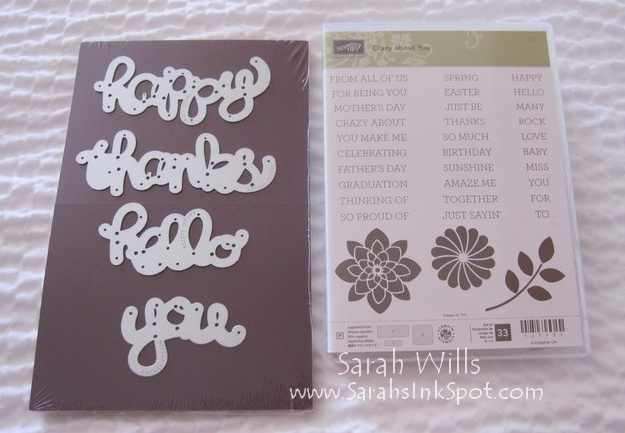 happy
thanks
hello
you
STAMPIN' UP!
Crazy about You
FROM ALL OF US SPRING HAPPY
FOR BEING YOU EASTER HELLO
MOTHER'S DAY JUST BE MANY
CRAZY ABOUT THANKS ROCK
YOU MAKE ME SO MUCH LOVE
CELEBRATING BIRTHDAY BABY
FATHER'S DAY SUNSHINE MISS
GRADUATION AMAZE ME YOU
THINKING OF TOGETHER FOR
SO PROUD OF JUST SAYIN' TO
P
33
Sarah Wills
www.SarahsInkSpot.com